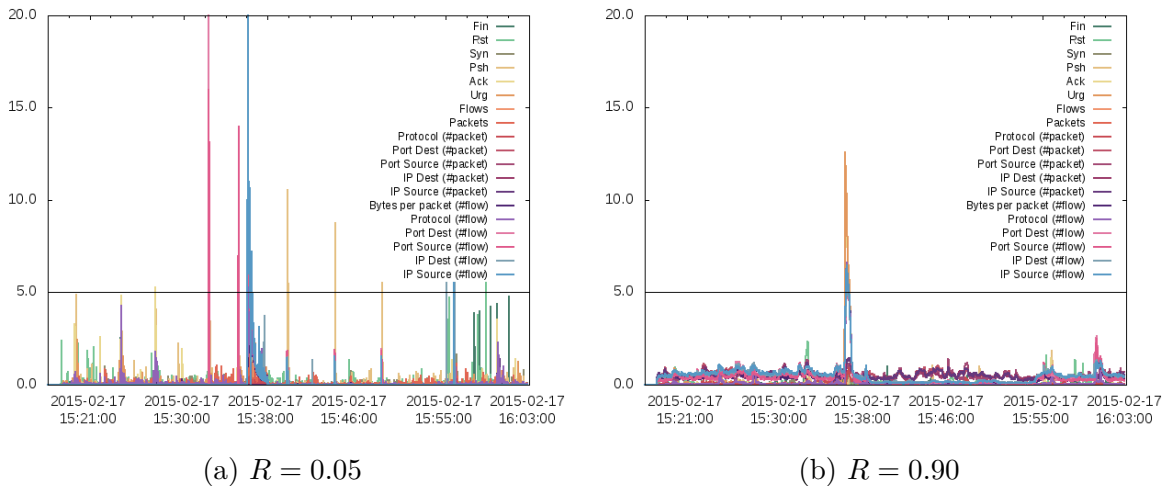 20.0
15.0
10.0
5.0
0.0
Fin
Rst
Syn
Psh
Ack
Urg
Flows
Packets
Protocol (#packet)
Port Dest (#packet)
Port Source (#packet)
IP Dest (#packet)
IP Source (#packet)
Bytes per packet (#flow)
Protocol (#flow)
Port Dest (#flow)
Port Source (#flow)
IP Dest (#flow)
IP Source (#flow)
2015-02-17 2015-02-17 2015-02-17 2015-02-17 2015-02-17 2015-02-17
15:21:00 15:30:00 15:38:00 15:46:00 15:55:00 16:03:00
(a) R = 0.05
20.0
15.0
10.0
5.0
0.0
Fin
Rst
Syn
Psh
Ack
Urg
Flows
Packets
Protocol (#packet)
Port Dest (#packet)
Port Source (#packet)
IP Dest (#packet)
IP Source (#packet)
Bytes per packet (#flow)
Protocol (#flow)
Port Dest (#flow)
Port Source (#flow)
IP Dest (#flow)
IP Source (#flow)
2015-02-17 2015-02-17 2015-02-17 2015-02-17 2015-02-17 2015-02-17
15:21:00 15:30:00 15:38:00 15:46:00 15:55:00 16:03:00
(b) R = 0.90